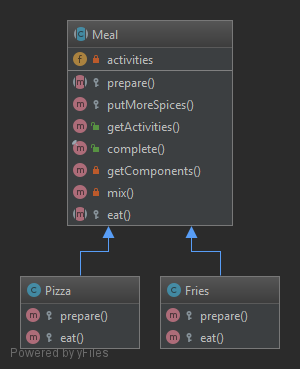 Meal
activities
prepare()
putMoreSpices()
getActivities()
complete()
getComponents()
mix()
eat()
Pizza
prepare()
eat()
Fries
prepare()
eat()
Powered by yFiles